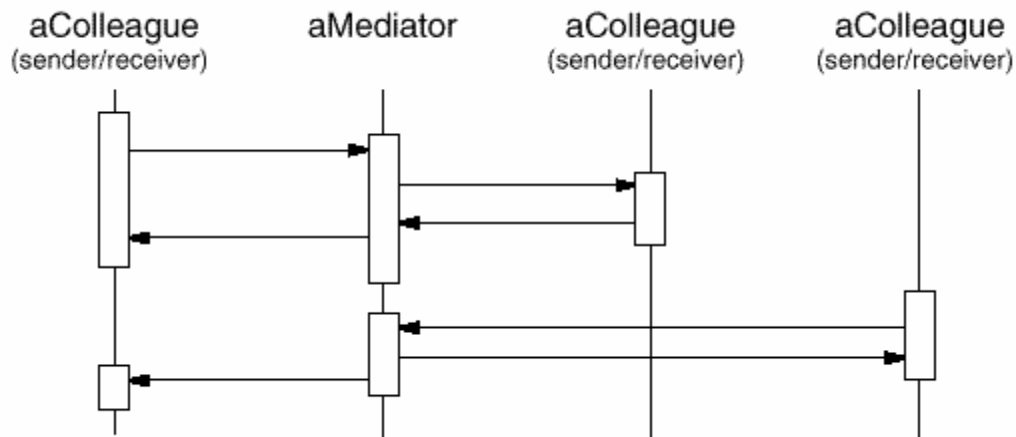 aColleague
(sender/receiver)
aMediator
aColleague
(sender/receiver)
aColleague
(sender/receiver)